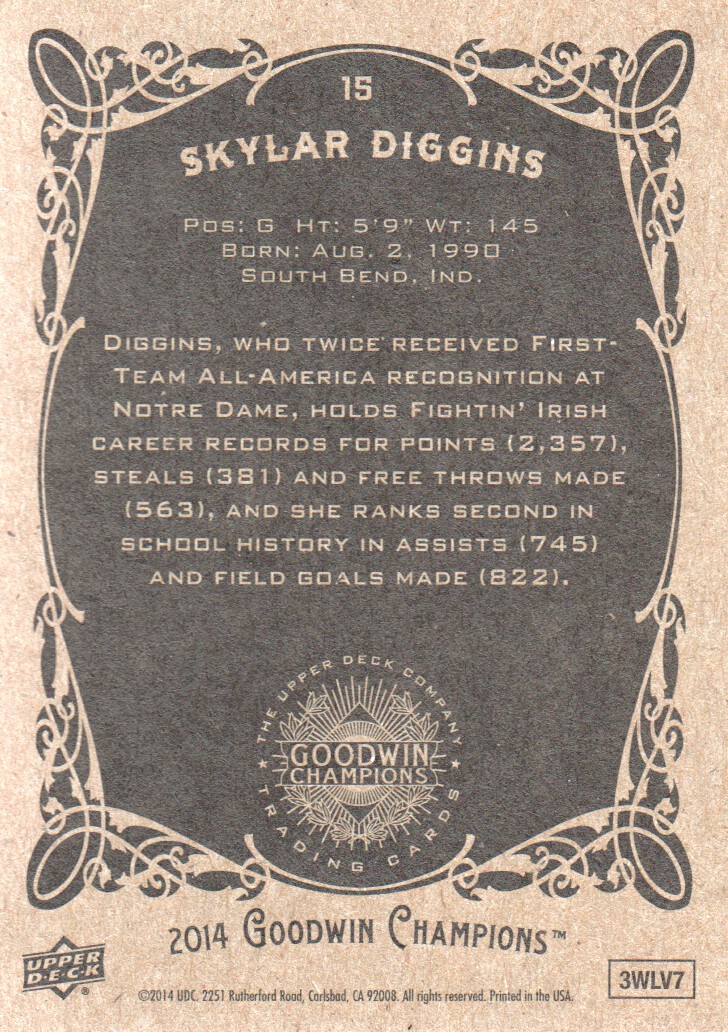 15
SKYLAR DIGGINS
POS: G HT: 5'9" WT: 145
BORN: AUG. 2, 1990
SOUTH BEND, IND.
DIGGINS, WHO TWICE RECEIVED FIRST-
TEAM ALL-AMERICA RECOGNITION AT
NOTRE DAME, HOLDS FIGHTIN' IRISH
CAREER RECORDS FOR POINTS (2,357),
STEALS (381) AND FREE THROWS MADE
(563), AND SHE RANKS SECOND IN
SCHOOL HISTORY IN ASSISTS (745)
AND FIELD GOALS MADE (822).
THE UPPER DECK COMPANY
GOODWIN
CHAMPIONS
TRADING CARDS
2014 GOODWIN CHAMPIONS™
UPPER
D·E·C·K®
©2014 UDC. 2251 Rutherford Road, Carlsbad, CA 92008. All rights reserved. Printed in the USA.
3WLV7